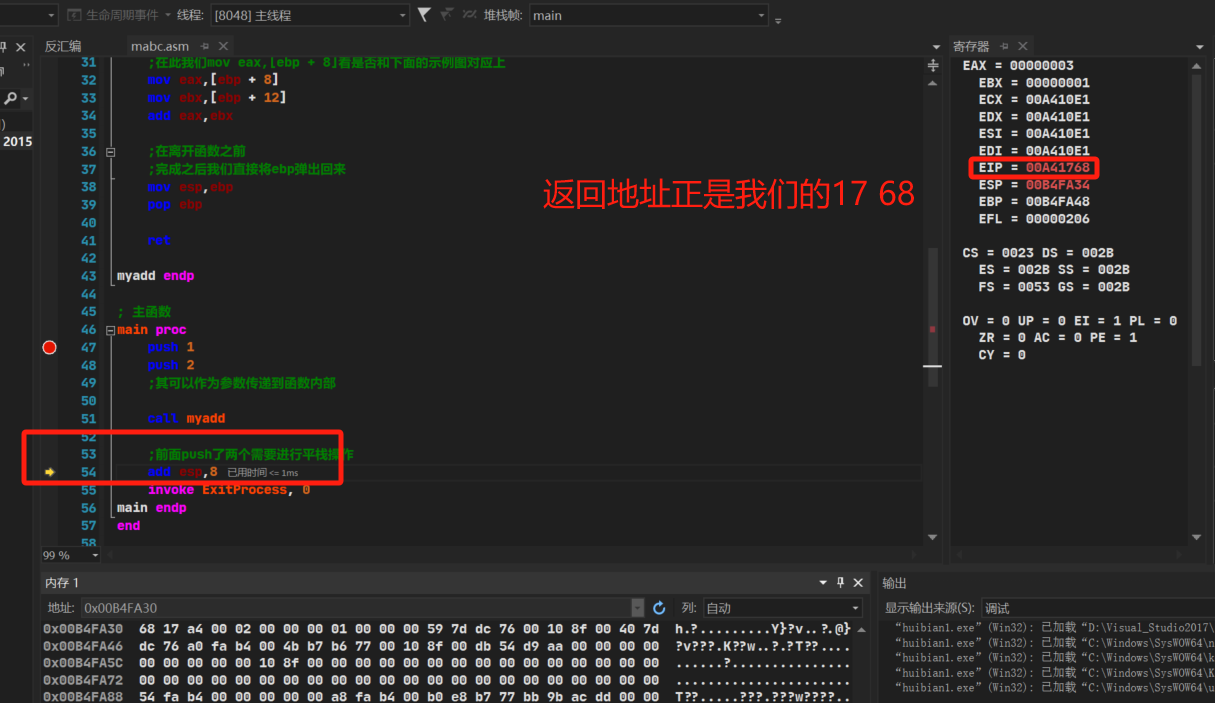 生命周期事件 线程: [8048] 主线程 堆栈帧: main
反汇编 mabc.asm
31 ;在此我们mov eax,[ebp + 8]看是否和下面的示例图对应上
32 mov eax,[ebp + 8]
33 mov ebx,[ebp + 12]
34 add eax,ebx
35
36 ;在离开函数之前
37 ;完成之后我们直接将ebp弹出回来
38 mov esp,ebp
39 pop ebp
40
41 ret
42
43 myadd endp
44
45 ; 主函数
46 main proc
47 push 1
48 push 2
49 ;其可以作为参数传递到函数内部
50
51 call myadd
52
53 ;前面push了两个需要进行平栈操作
54 add esp,8 已用时间 <= 1ms
55 invoke ExitProcess, 0
56 main endp
57 end
58
99 %
2015
返回地址正是我们的17 68
寄存器
EAX = 00000003
EBX = 00000001
ECX = 00A410E1
EDX = 00A410E1
ESI = 00A410E1
EDI = 00A410E1
EIP = 00A41768
ESP = 00B4FA34
EBP = 00B4FA48
EFL = 00000206
CS = 0023 DS = 002B
ES = 002B SS = 002B
FS = 0053 GS = 002B
OV = 0 UP = 0 EI = 1 PL = 0
ZR = 0 AC = 0 PE = 1
CY = 0
内存 1
地址: 0x00B4FA30 列: 自动
0x00B4FA30 68 17 a4 00 02 00 00 00 01 00 00 00 59 7d dc 76 00 10 8f 00 40 7d h.?.........Y}?v..?.@}
0x00B4FA46 dc 76 a0 fa b4 00 4b b7 b6 77 00 10 8f 00 db 54 d9 aa 00 00 00 00 ?v???.K??w..?.?T??....
0x00B4FA5C 00 00 00 00 00 10 8f 00 00 00 00 00 00 00 00 00 00 00 00 00 00 00 ......?...............
0x00B4FA72 00 00 00 00 00 00 00 00 00 00 00 00 00 00 00 00 00 00 00 00 00 00 ......................
0x00B4FA88 54 fa b4 00 00 00 00 00 a8 fa b4 00 b0 e8 b7 77 bb 9b ac dd 00 00 T??.....???.???w????..
输出
显示输出来源(S): 调试
“huibian1.exe” (Win32): 已加载 “D:\Visual_Studio2017\
“huibian1.exe” (Win32): 已加载 “C:\Windows\SysWOW64\n
“huibian1.exe” (Win32): 已加载 “C:\Windows\SysWOW64\k
“huibian1.exe” (Win32): 已加载 “C:\Windows\SysWOW64\K
“huibian1.exe” (Win32): 已加载 “C:\Windows\SysWOW64\u